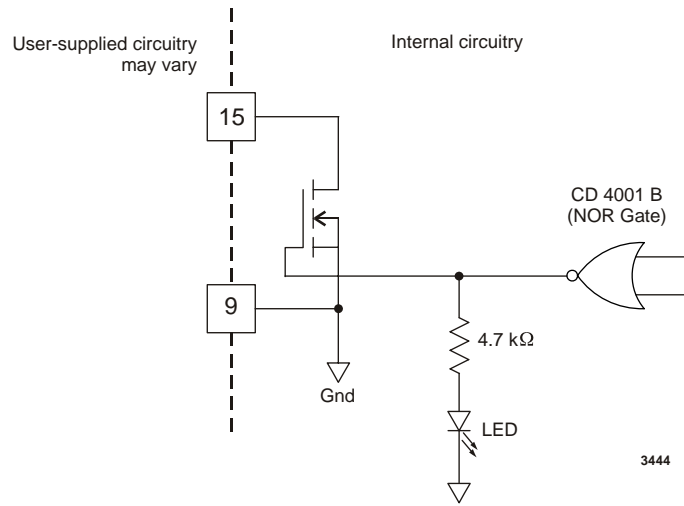 User-supplied circuitry
may vary
Internal circuitry
15
CD 4001 B
(NOR Gate)
9
4.7 kΩ
Gnd
LED
3444